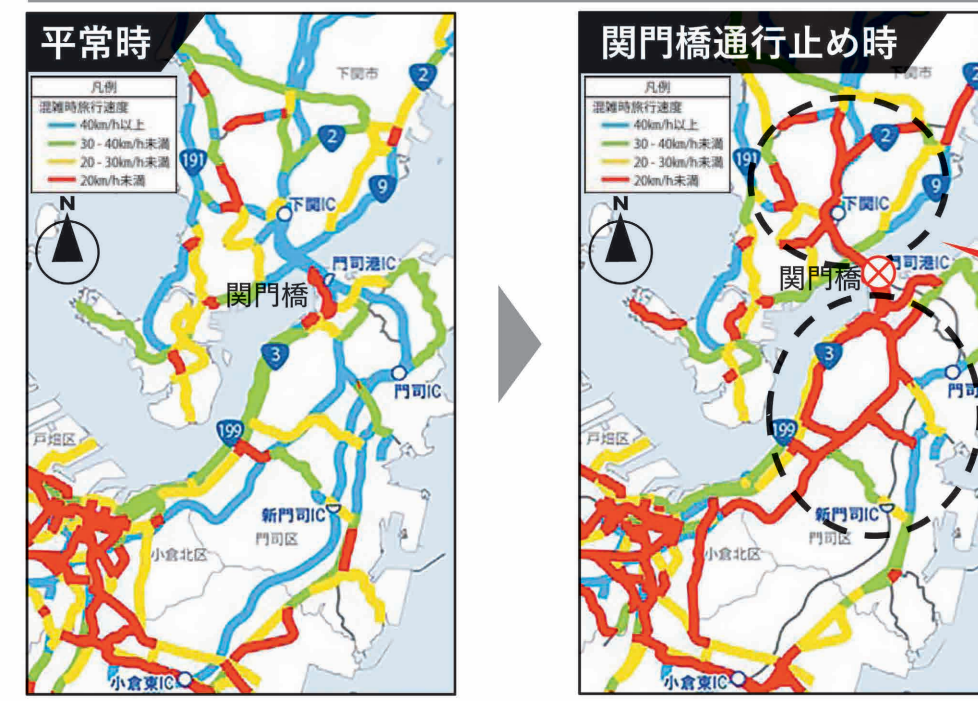 平常時
凡例
混雑時旅行速度
40km/h以上
30 - 40km/h未満
20 - 30km/h未満
20km/h未満
N
下関市
2
2
191
9
下関IC
門司港IC
関門橋
3
門司IC
199
戸畑区
新門司IC
門司区
小倉北区
小倉東IC
関門橋通行止め時
凡例
混雑時旅行速度
40km/h以上
30 - 40km/h未満
20 - 30km/h未満
20km/h未満
N
下関市
2
2
191
9
下関IC
門司港IC
関門橋
3
門司
199
戸畑区
新門司IC
門司区
小倉北区
小倉東IC